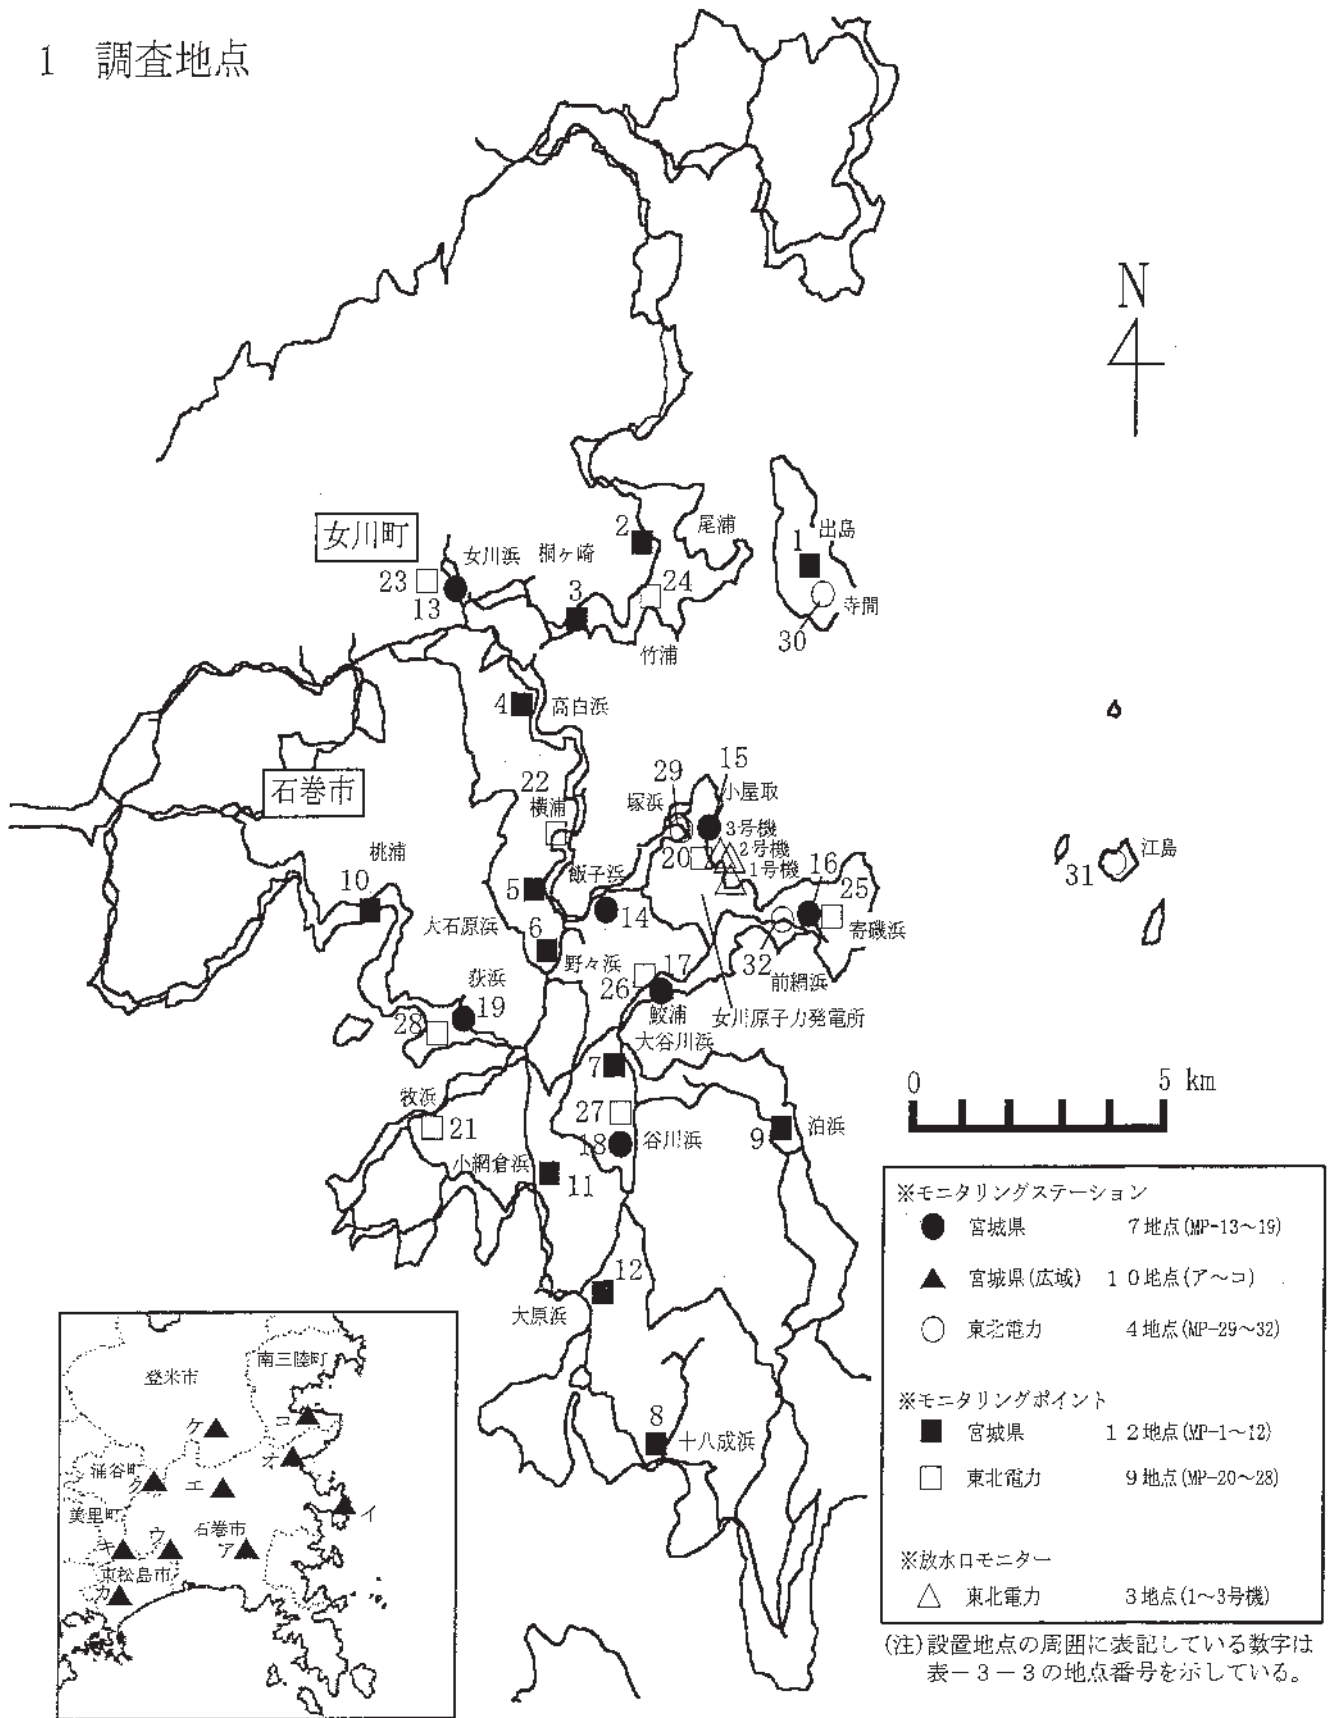 1 調査地点
N
2
尾浦
出島
1
女川町
女川浜
桐ヶ崎
23
24
3
13
寺間
30
竹浦
4
高白浜
15
22
29
小屋取
石巻市
横浦
塚浜
3号機
2号機
20
1号機
桃浦
16
江島
31
10
飯子浜
25
5
14
大石原浜
6
寄磯浜
野々浜
17
32
荻浜
26
前網浜
19
鮫浦
女川原子力発電所
28
大谷川浜
7
0
5 km
牧浜
27
21
18
谷川浜
9
泊浜
小網倉浜
11
12
大原浜
8
十八成浜
※モニタリングステーション
宮城県 7地点(MP-13～19)
宮城県(広域) 10地点(ア～コ)
東北電力 4地点(MP-29～32)
※モニタリングポイント
宮城県 12地点(MP-1～12)
東北電力 9地点(MP-20～28)
※放水口モニター
東北電力 3地点(1～3号機)
(注)設置地点の周囲に表記している数字は
表－3－3の地点番号を示している。
南三陸町
登米市
コ
ケ
オ
涌谷町
ク
エ
イ
美里町
石巻市
キ
ウ
ア
東松島市
カ